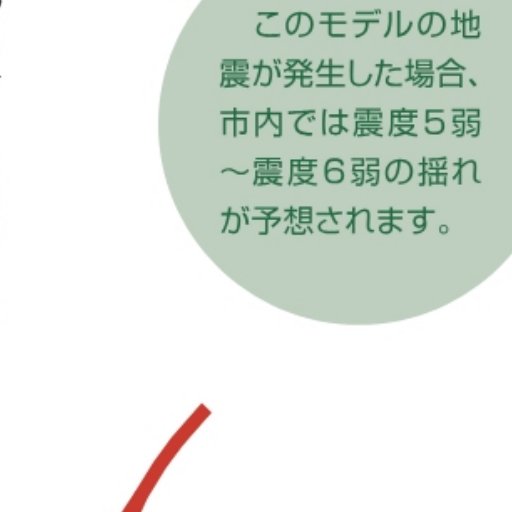 このモデルの地
震が発生した場合、
市内では震度5弱
～震度6弱の揺れ
が予想されます。